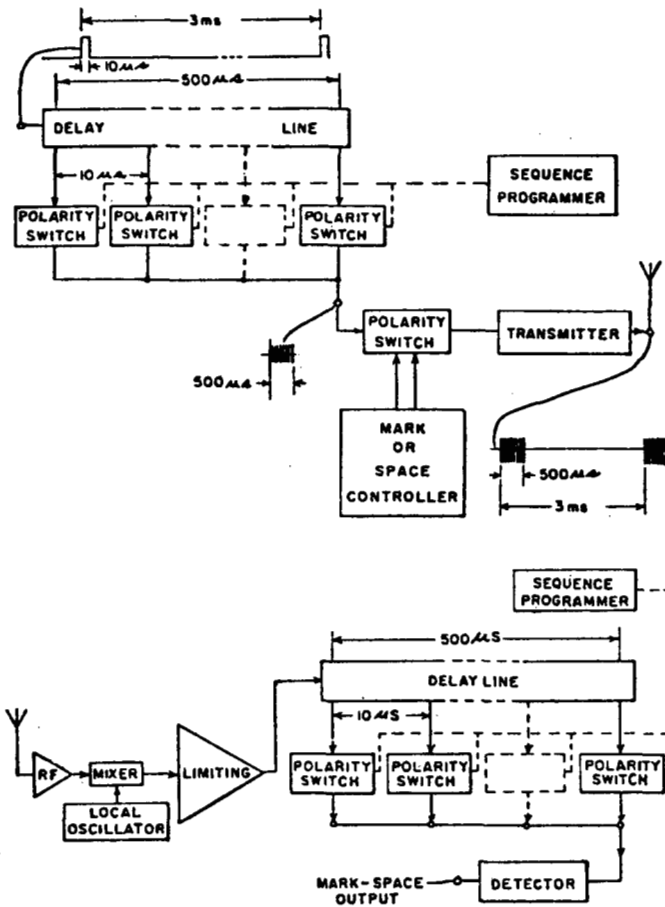 3ms
10μs
500μs
DELAY LINE
10μs
POLARITY SWITCH
POLARITY SWITCH
POLARITY SWITCH
SEQUENCE PROGRAMMER
500μs
POLARITY SWITCH
TRANSMITTER
MARK OR SPACE CONTROLLER
500μs
3ms
SEQUENCE PROGRAMMER
500μS
DELAY LINE
10μS
RF
MIXER
LIMITING
LOCAL OSCILLATOR
POLARITY SWITCH
POLARITY SWITCH
POLARITY SWITCH
MARK-SPACE OUTPUT
DETECTOR